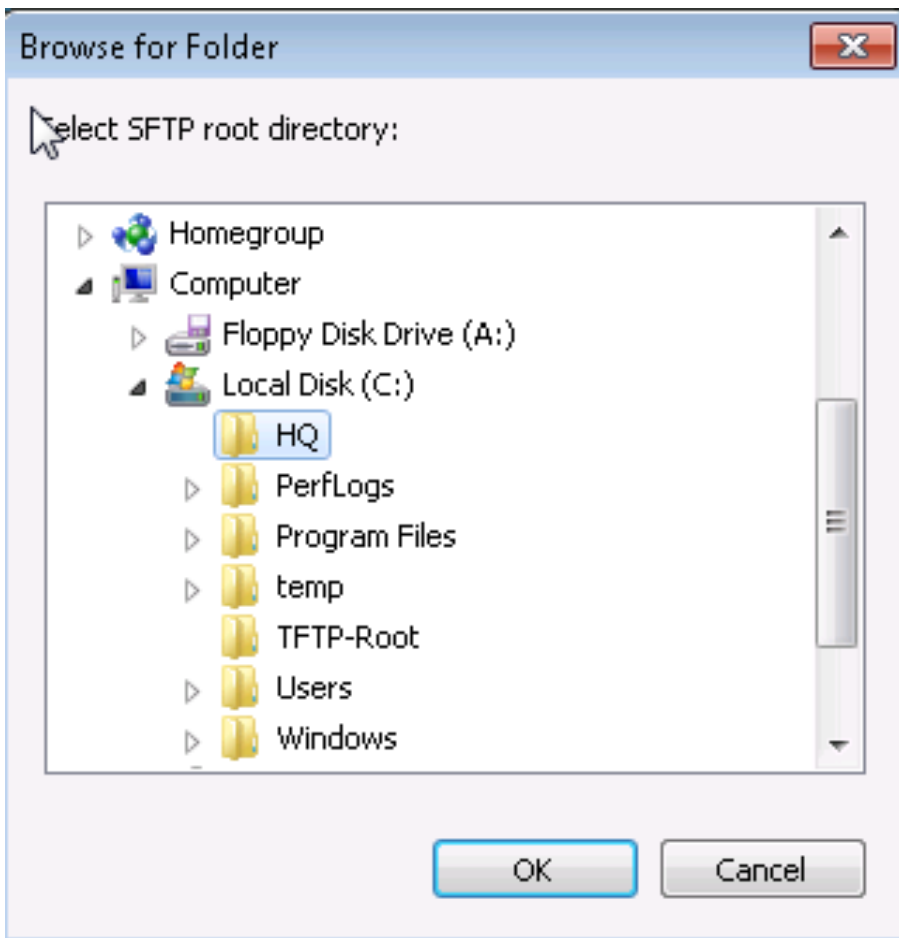 Browse for Folder
Select SFTP root directory:
Homegroup
Computer
Floppy Disk Drive (A:)
Local Disk (C:)
HQ
PerfLogs
Program Files
temp
TFTP-Root
Users
Windows
OK
Cancel